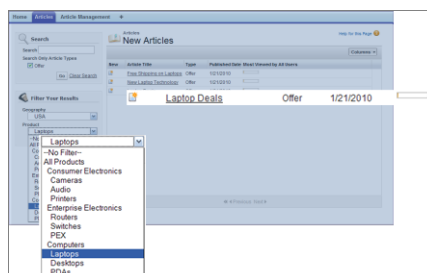 Home Articles Article Management +
Search
Search
Search Only Article Types
Offer
Go Clear Search
Filter Your Results
Geography
USA
Product
Laptops
Articles
New Articles
Help for this Page
Columns
New Article Title Type Published Date Most Viewed by All Users
Free Shipping on Laptops Offer 1/21/2010
New Laptop Technology Offer 1/21/2010
Laptop Deals Offer 1/21/2010
Laptops
--No Filter--
All Products
Consumer Electronics
Cameras
Audio
Printers
Enterprise Electronics
Routers
Switches
PEX
Computers
Laptops
Desktops
PDAs